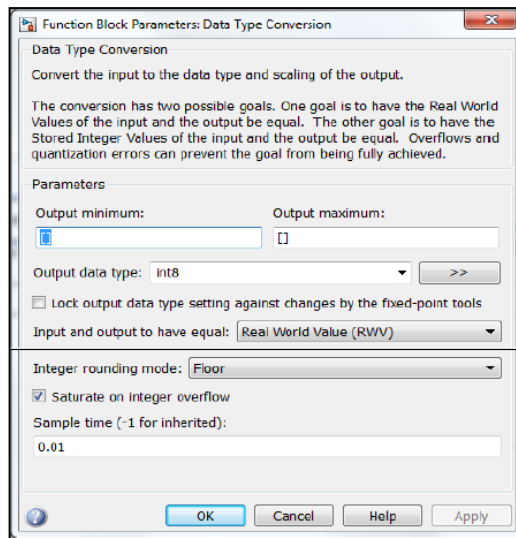 Function Block Parameters: Data Type Conversion
Data Type Conversion
Convert the input to the data type and scaling of the output.
The conversion has two possible goals. One goal is to have the Real World
Values of the input and the output be equal. The other goal is to have the
Stored Integer Values of the input and the output be equal. Overflows and
quantization errors can prevent the goal from being fully achieved.
Parameters
Output minimum: Output maximum:
[] []
Output data type: int8 >>
Lock output data type setting against changes by the fixed-point tools
Input and output to have equal: Real World Value (RWV)
Integer rounding mode: Floor
Saturate on integer overflow
Sample time (-1 for inherited):
0.01
OK Cancel Help Apply